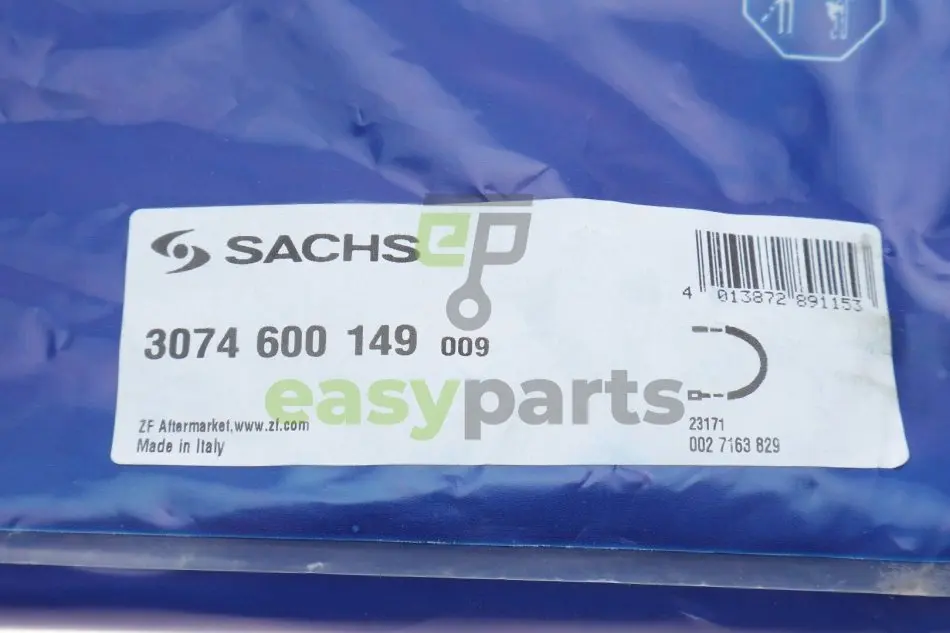 SACHS
ep
4 013872 891153
3074 600 149 009
easyparts
ZF Aftermarket,www.zf.com
Made in Italy
23171
002 7163 829